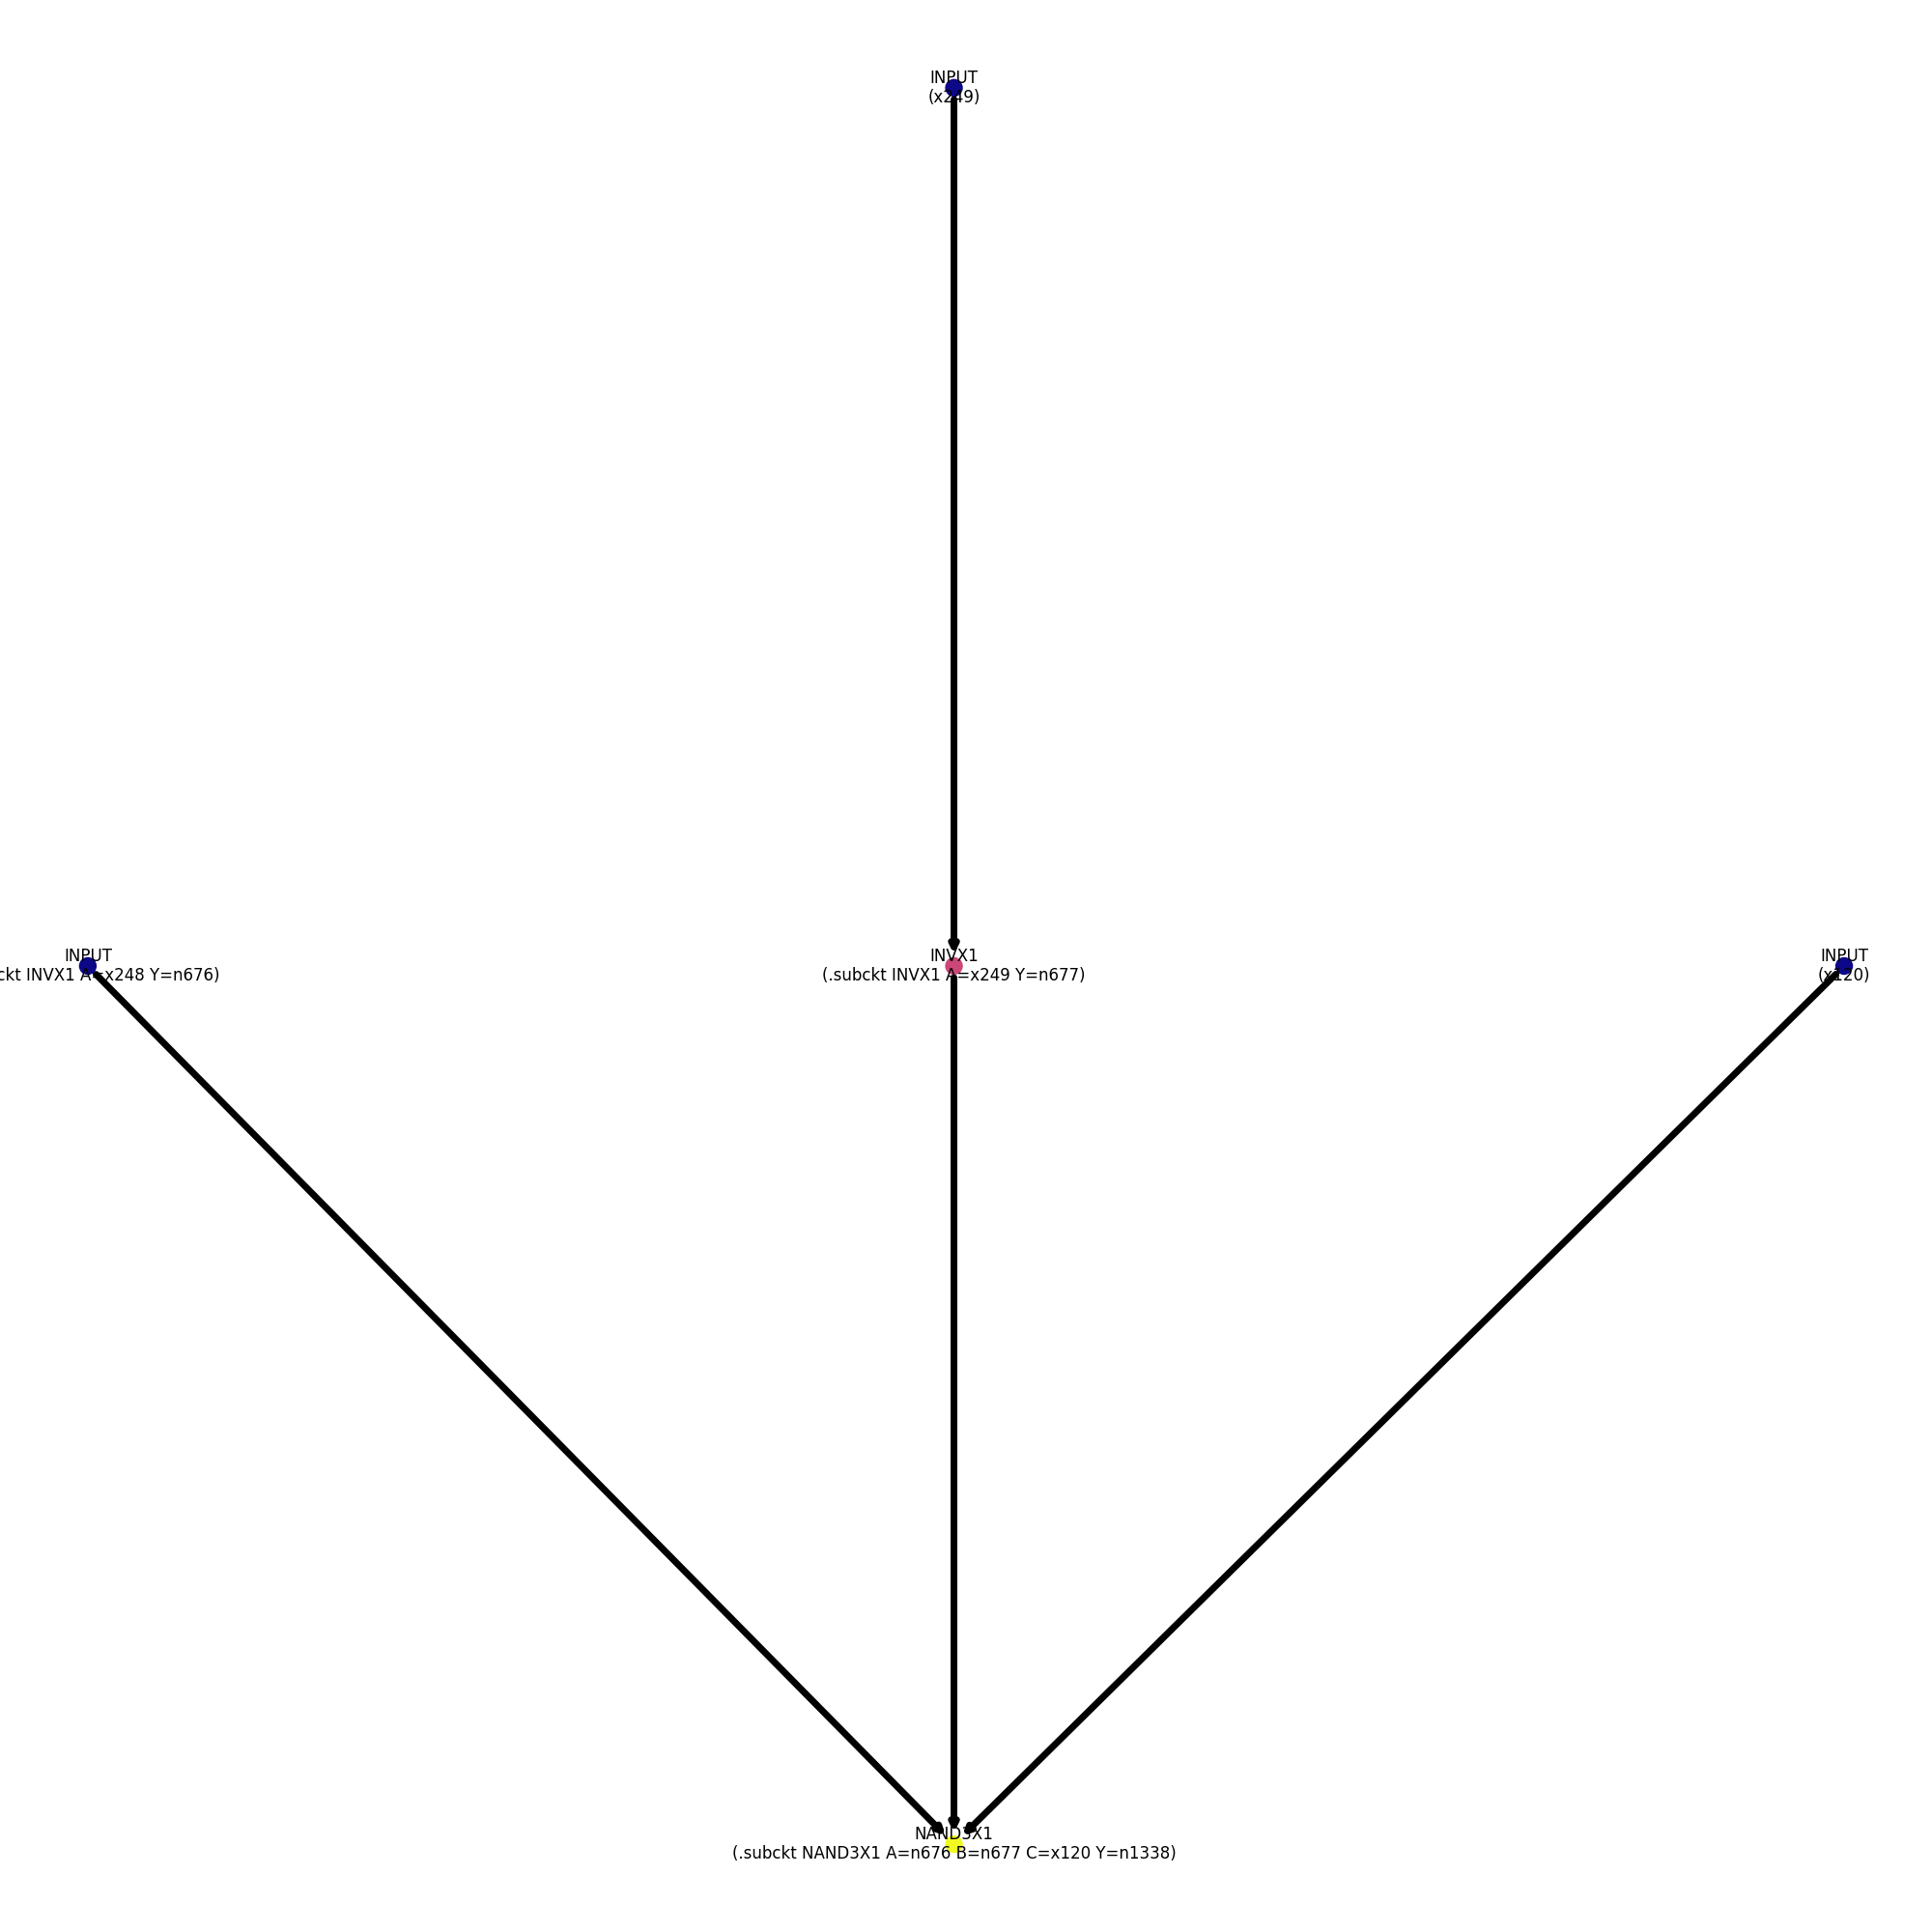 INPUT
(x249)
INPUT
ckt INVX1 A=x248 Y=n676)
INVX1
(.subckt INVX1 A=x249 Y=n677)
INPUT
(x120)
NAND3X1
(.subckt NAND3X1 A=n676 B=n677 C=x120 Y=n1338)